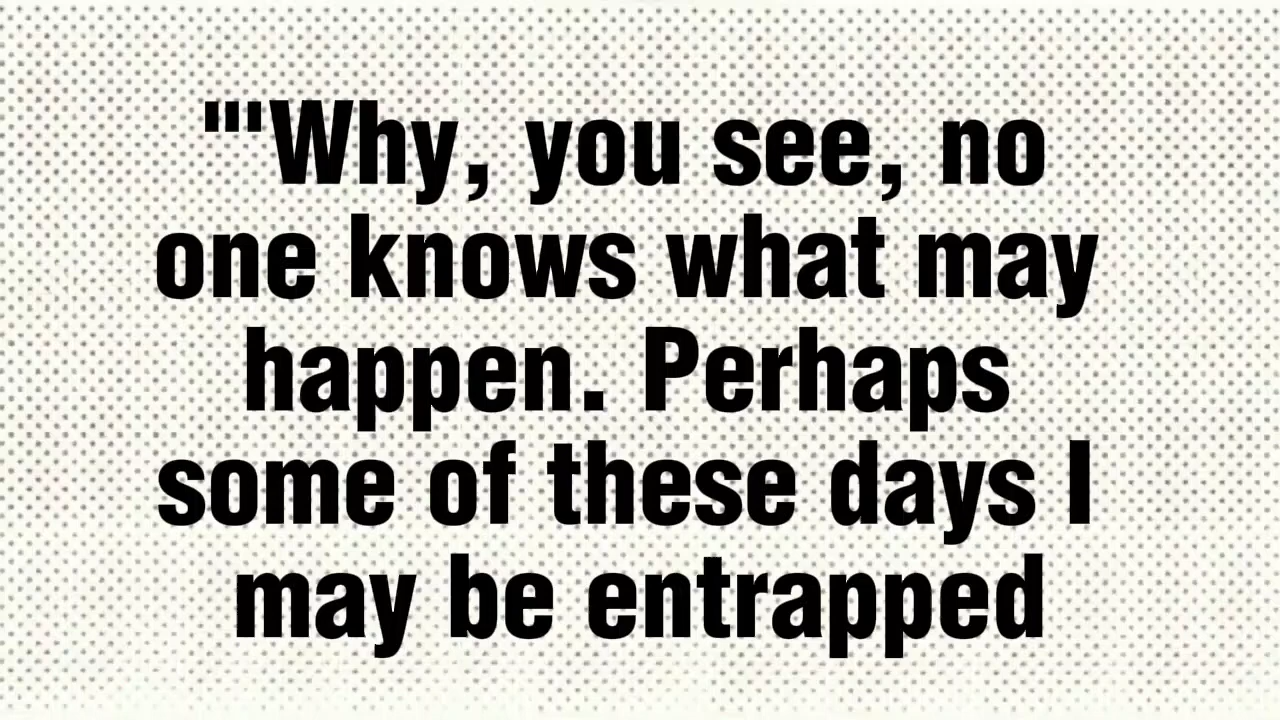 "'Why, you see, no
one knows what may
happen. Perhaps
some of these days I
may be entrapped